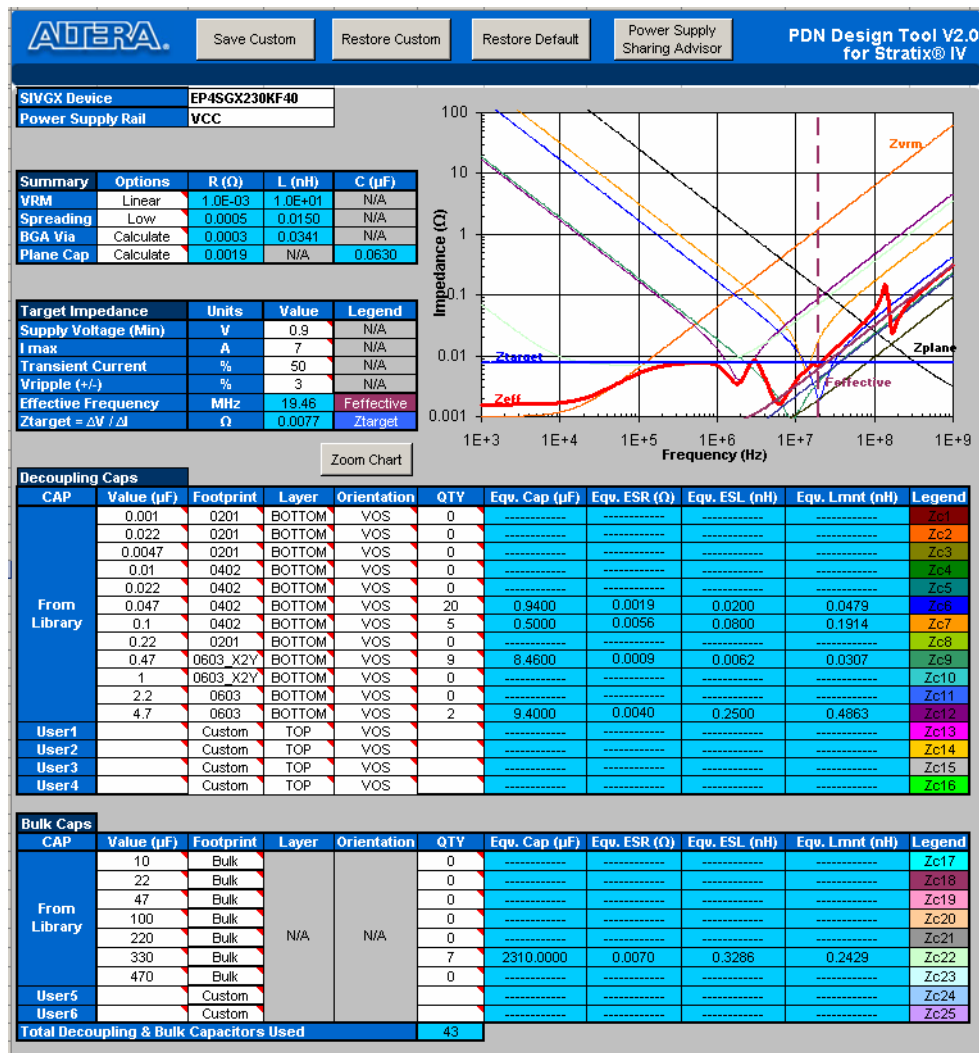 ALTERA.
Save Custom
Restore Custom
Restore Default
Power Supply
Sharing Advisor
PDN Design Tool V2.0
for Stratix® IV
SIVGX Device EP4SGX230KF40
Power Supply Rail VCC
Summary Options R (Ω) L (nH) C (µF)
VRM Linear 1.0E-03 1.0E+01 N/A
Spreading Low 0.0005 0.0150 N/A
BGA Via Calculate 0.0003 0.0341 N/A
Plane Cap Calculate 0.0019 N/A 0.0630
Target Impedance Units Value Legend
Supply Voltage (Min) V 0.9 N/A
I max A 7 N/A
Transient Current % 50 N/A
Vripple (+/-) % 3 N/A
Effective Frequency MHz 19.46 Feffective
Ztarget = ΔV / ΔI Ω 0.0077 Ztarget
Impedance (Ω)
100
10
1
0.1
0.01
0.001
Zvrm
Ztarget
Zplane
Feffective
Zeff
1E+3 1E+4 1E+5 1E+6 1E+7 1E+8 1E+9
Frequency (Hz)
Zoom Chart
Decoupling Caps
CAP Value (µF) Footprint Layer Orientation QTY Eqv. Cap (µF) Eqv. ESR (Ω) Eqv. ESL (nH) Eqv. Lmnt (nH) Legend
From
Library
0.001 0201 BOTTOM VOS 0 ------------ ------------ ------------ ------------ Zc1
0.022 0201 BOTTOM VOS 0 ------------ ------------ ------------ ------------ Zc2
0.0047 0201 BOTTOM VOS 0 ------------ ------------ ------------ ------------ Zc3
0.01 0402 BOTTOM VOS 0 ------------ ------------ ------------ ------------ Zc4
0.022 0402 BOTTOM VOS 0 ------------ ------------ ------------ ------------ Zc5
0.047 0402 BOTTOM VOS 20 0.9400 0.0019 0.0200 0.0479 Zc6
0.1 0402 BOTTOM VOS 5 0.5000 0.0056 0.0800 0.1914 Zc7
0.22 0201 BOTTOM VOS 0 ------------ ------------ ------------ ------------ Zc8
0.47 0603_X2Y BOTTOM VOS 9 8.4600 0.0009 0.0062 0.0307 Zc9
1 0603_X2Y BOTTOM VOS 0 ------------ ------------ ------------ ------------ Zc10
2.2 0603 BOTTOM VOS 0 ------------ ------------ ------------ ------------ Zc11
4.7 0603 BOTTOM VOS 2 9.4000 0.0040 0.2500 0.4863 Zc12
User1 Custom TOP VOS ------------ ------------ ------------ ------------ Zc13
User2 Custom TOP VOS ------------ ------------ ------------ ------------ Zc14
User3 Custom TOP VOS ------------ ------------ ------------ ------------ Zc15
User4 Custom TOP VOS ------------ ------------ ------------ ------------ Zc16
Bulk Caps
CAP Value (µF) Footprint Layer Orientation QTY Eqv. Cap (µF) Eqv. ESR (Ω) Eqv. ESL (nH) Eqv. Lmnt (nH) Legend
From
Library
N/A N/A
10 Bulk 0 ------------ ------------ ------------ ------------ Zc17
22 Bulk 0 ------------ ------------ ------------ ------------ Zc18
47 Bulk 0 ------------ ------------ ------------ ------------ Zc19
100 Bulk 0 ------------ ------------ ------------ ------------ Zc20
220 Bulk 0 ------------ ------------ ------------ ------------ Zc21
330 Bulk 7 2310.0000 0.0070 0.3286 0.2429 Zc22
470 Bulk 0 ------------ ------------ ------------ ------------ Zc23
User5 Custom ------------ ------------ ------------ ------------ Zc24
User6 Custom ------------ ------------ ------------ ------------ Zc25
Total Decoupling & Bulk Capacitors Used 43